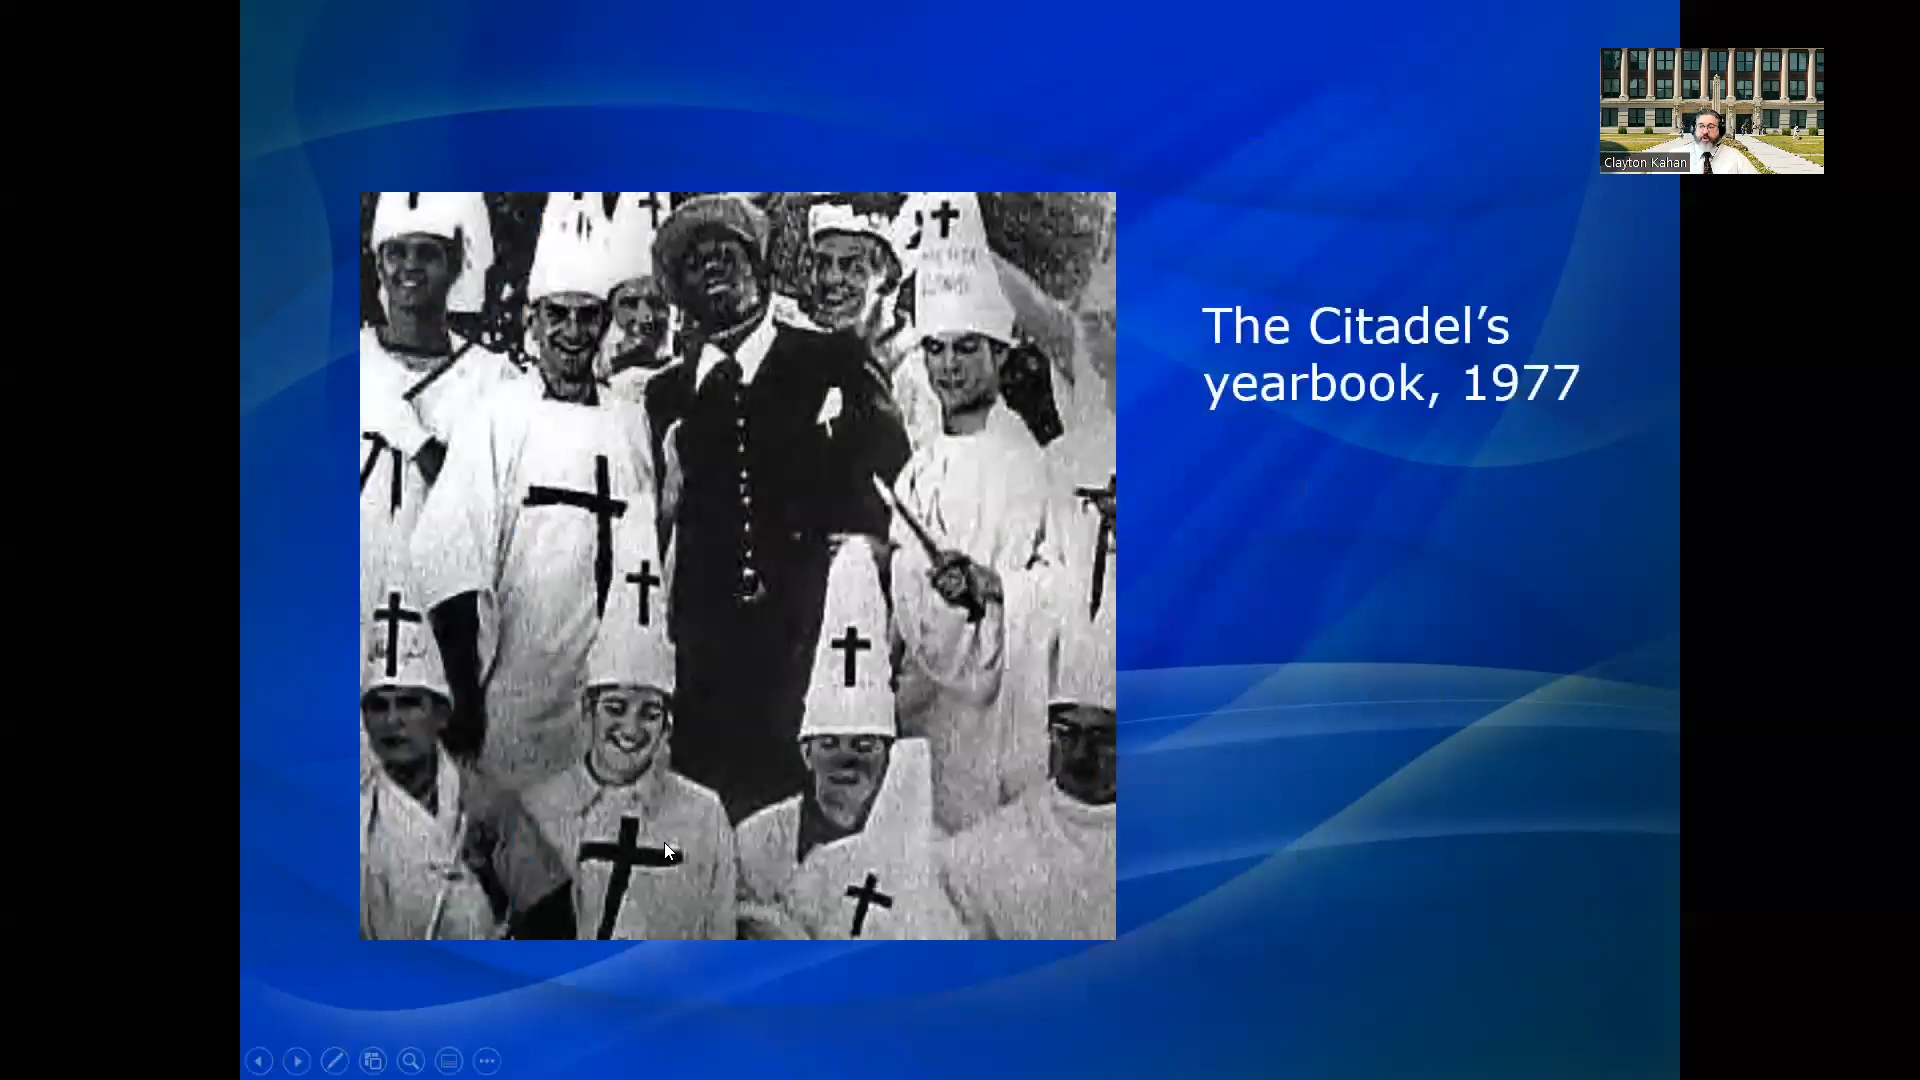 The Citadel’s
yearbook, 1977
Clayton Kahan